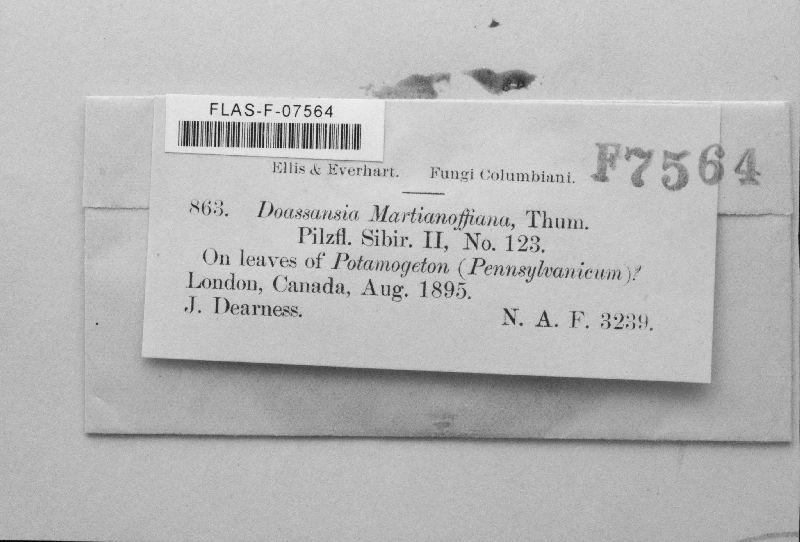 FLAS-F-07564
Ellis & Everhart. Fungi Columbiani.
F7564
863. Doassansia Martianoffiana, Thum.
Pilzfl. Sibir. II, No. 123.
On leaves of Potamogeton (Pennsylvanicum)?
London, Canada, Aug. 1895.
J. Dearness.
N. A. F. 3239.